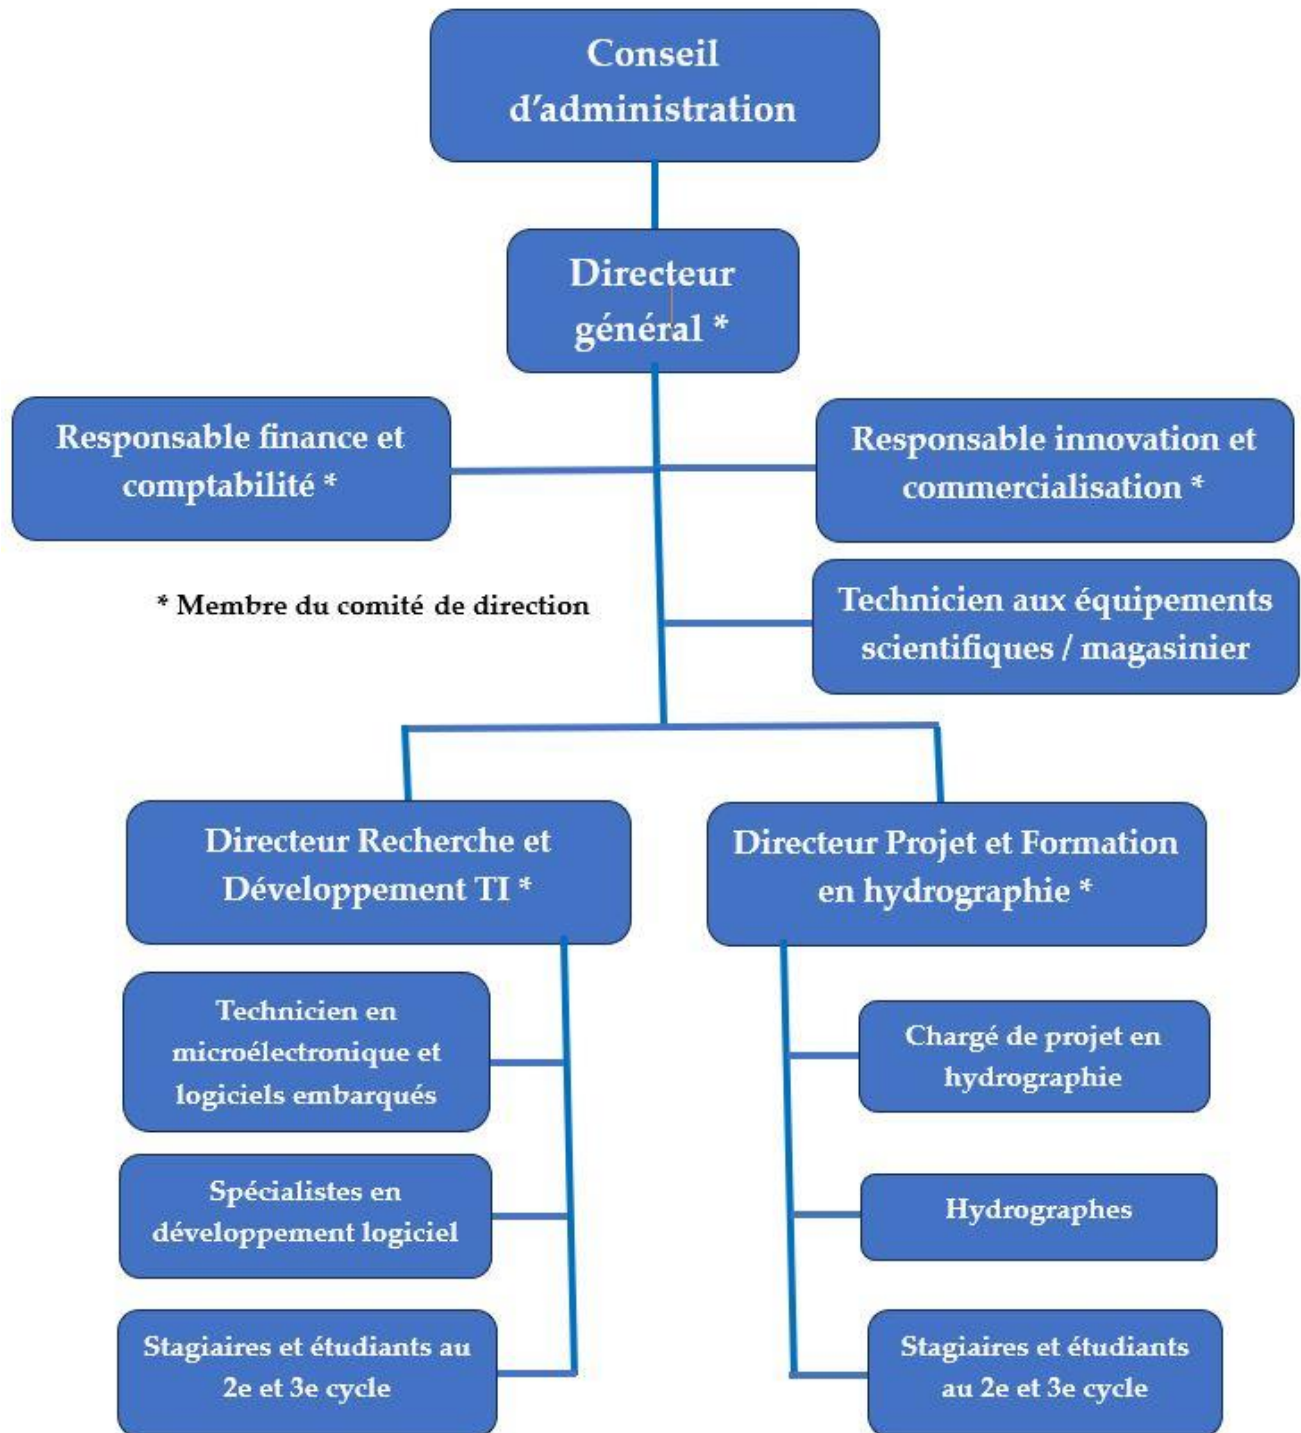 Conseil
d’administration
Directeur
général *
Responsable finance et
comptabilité *
Responsable innovation et
commercialisation *
* Membre du comité de direction
Technicien aux équipements
scientifiques / magasinier
Directeur Recherche et
Développement TI *
Directeur Projet et Formation
en hydrographie *
Technicien en
microélectronique et
logiciels embarqués
Chargé de projet en
hydrographie
Spécialistes en
développement logiciel
Hydrographes
Stagiaires et étudiants au
2e et 3e cycle
Stagiaires et étudiants
au 2e et 3e cycle